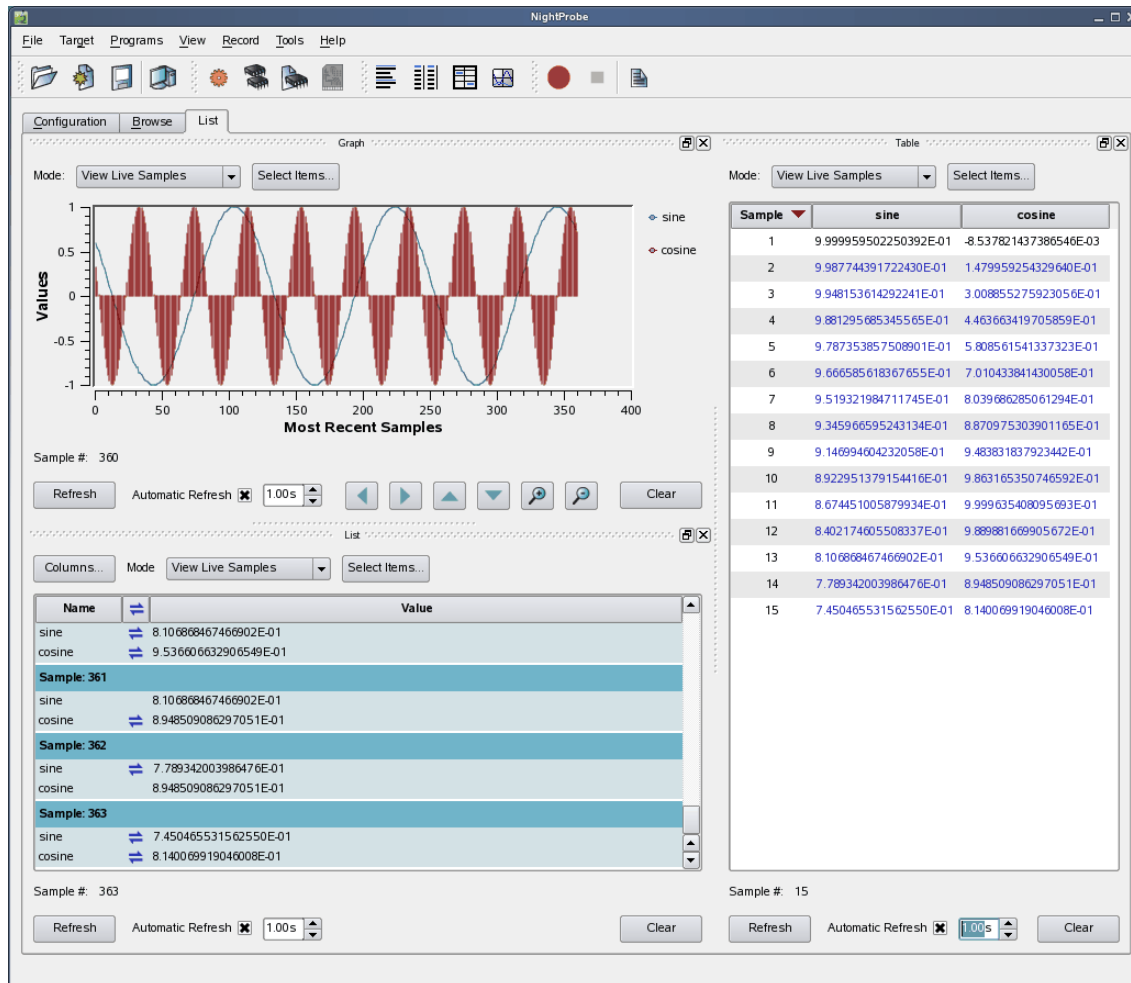 NightProbe
File Target Programs View Record Tools Help
Configuration Browse List
Graph
Mode: View Live Samples Select Items...
1
0.5
0
-0.5
-1
Values
0 50 100 150 200 250 300 350 400
Most Recent Samples
sine
cosine
Sample #: 360
Refresh Automatic Refresh 1.00s Clear
List
Columns... Mode View Live Samples Select Items...
Name Value
sine 8.106868467466902E-01
cosine 9.536606632906549E-01
Sample: 361
sine 8.106868467466902E-01
cosine 8.948509086297051E-01
Sample: 362
sine 7.789342003986476E-01
cosine 8.948509086297051E-01
Sample: 363
sine 7.450465531562550E-01
cosine 8.140069919046008E-01
Sample #: 363
Refresh Automatic Refresh 1.00s Clear
Table
Mode: View Live Samples Select Items...
Sample sine cosine
1 9.999959502250392E-01 -8.537821437386546E-03
2 9.987744391722430E-01 1.479959254329640E-01
3 9.948153614292241E-01 3.008855275923056E-01
4 9.881295685345565E-01 4.463663419705859E-01
5 9.787353857508901E-01 5.808561541337323E-01
6 9.666585618367655E-01 7.010433841430058E-01
7 9.519321984711745E-01 8.039686285061294E-01
8 9.345966595243134E-01 8.870975303901165E-01
9 9.146994604232058E-01 9.483831837923442E-01
10 8.922951379154416E-01 9.863165350746592E-01
11 8.674451005879934E-01 9.999635408095693E-01
12 8.402174605508337E-01 9.889881669905672E-01
13 8.106868467466902E-01 9.536606632906549E-01
14 7.789342003986476E-01 8.948509086297051E-01
15 7.450465531562550E-01 8.140069919046008E-01
Sample #: 15
Refresh Automatic Refresh 1.00s Clear